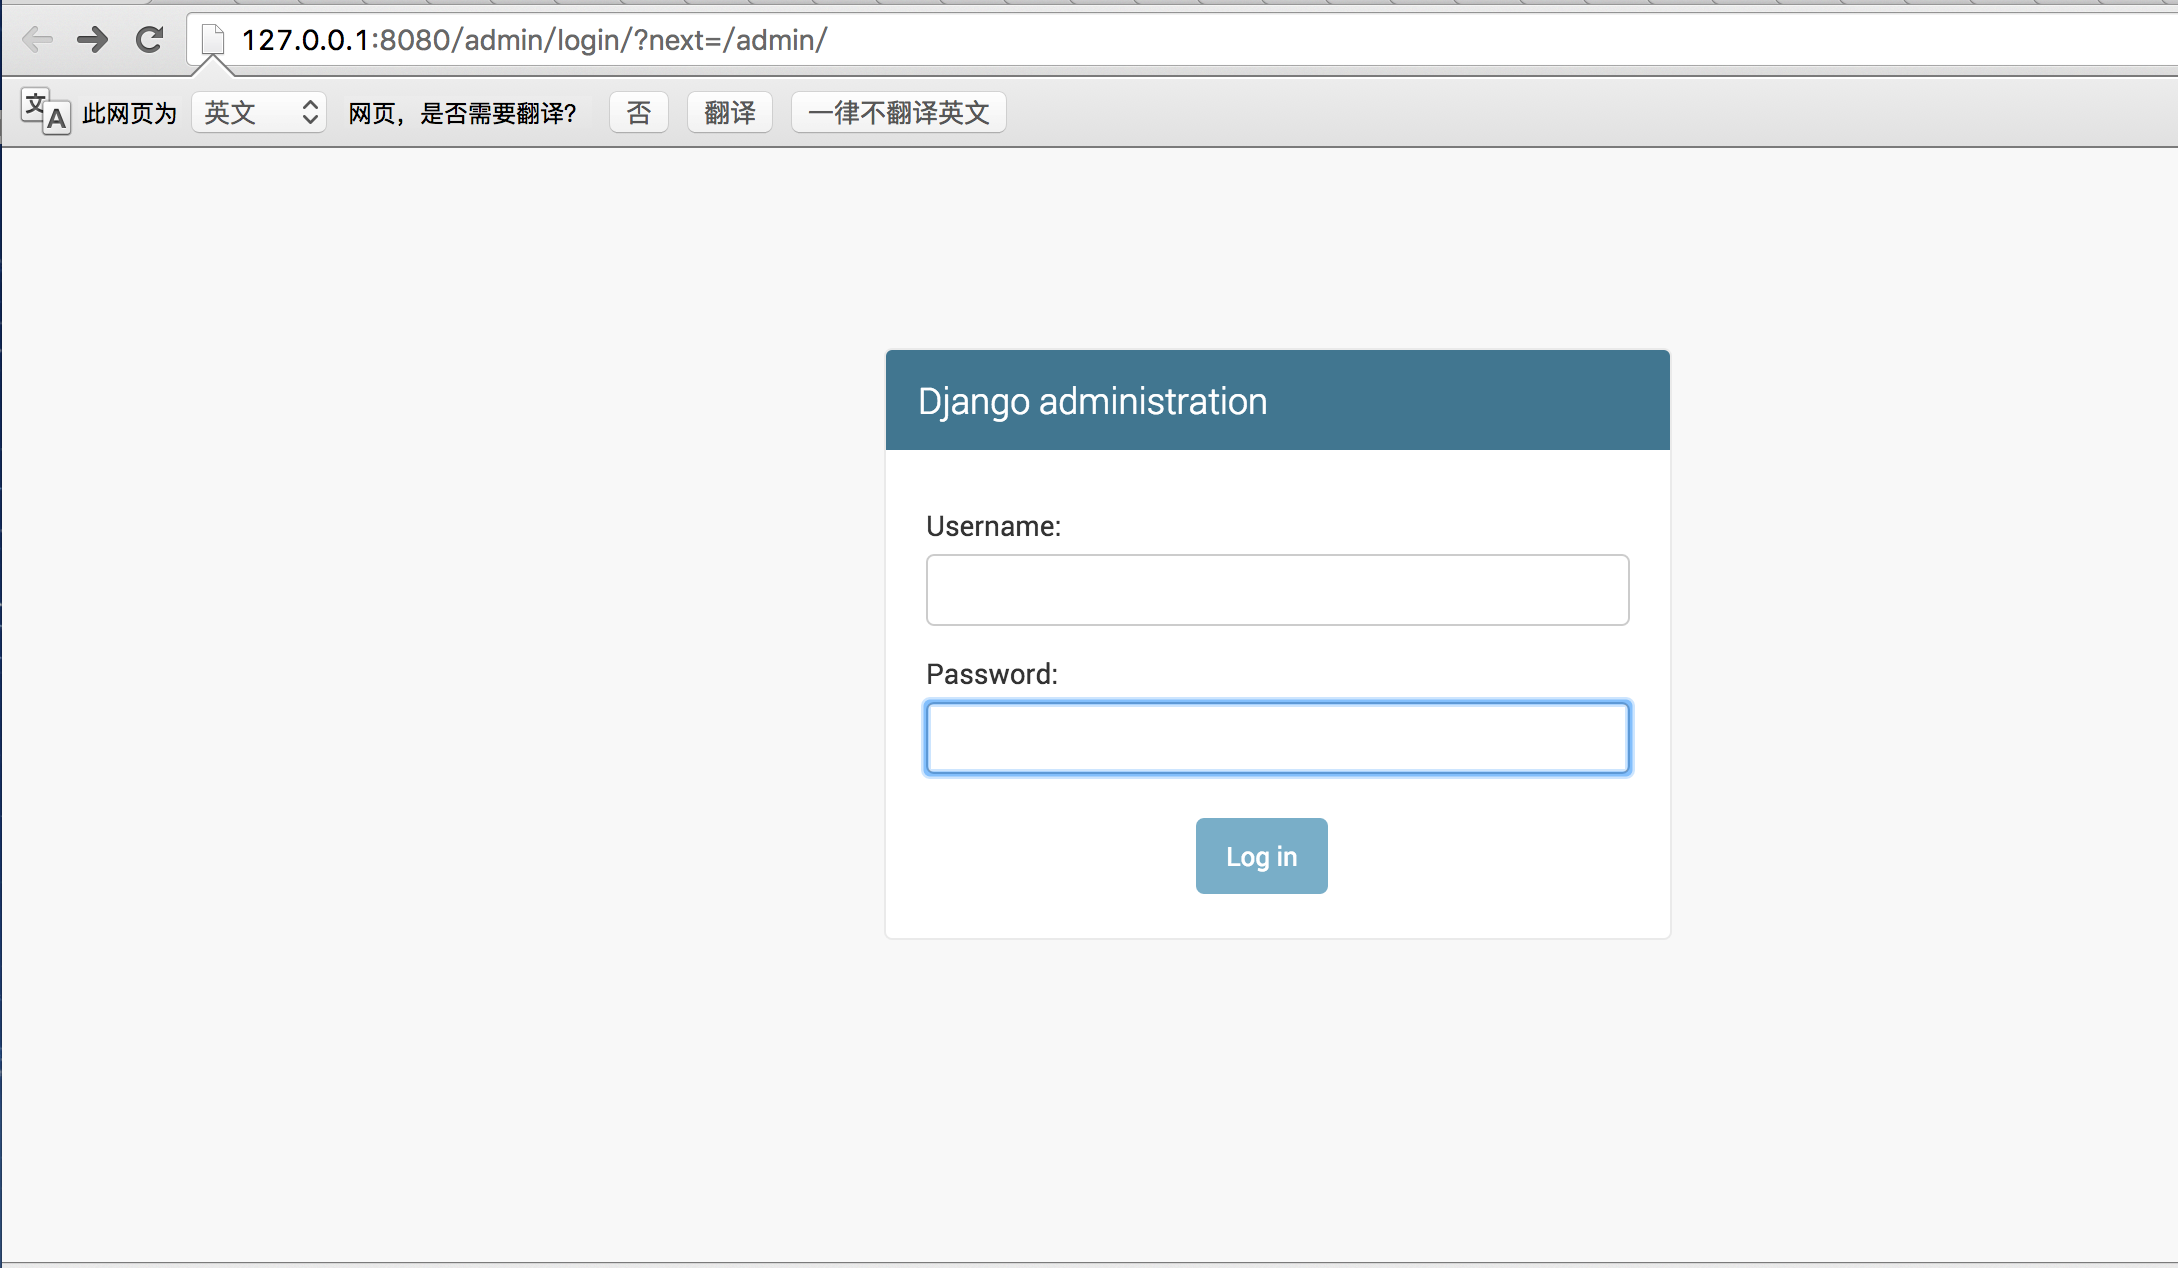 127.0.0.1:8080/admin/login/?next=/admin/
文A 此网页为 英文 网页，是否需要翻译? 否 翻译 一律不翻译英文
Django administration
Username:
Password:
Log in